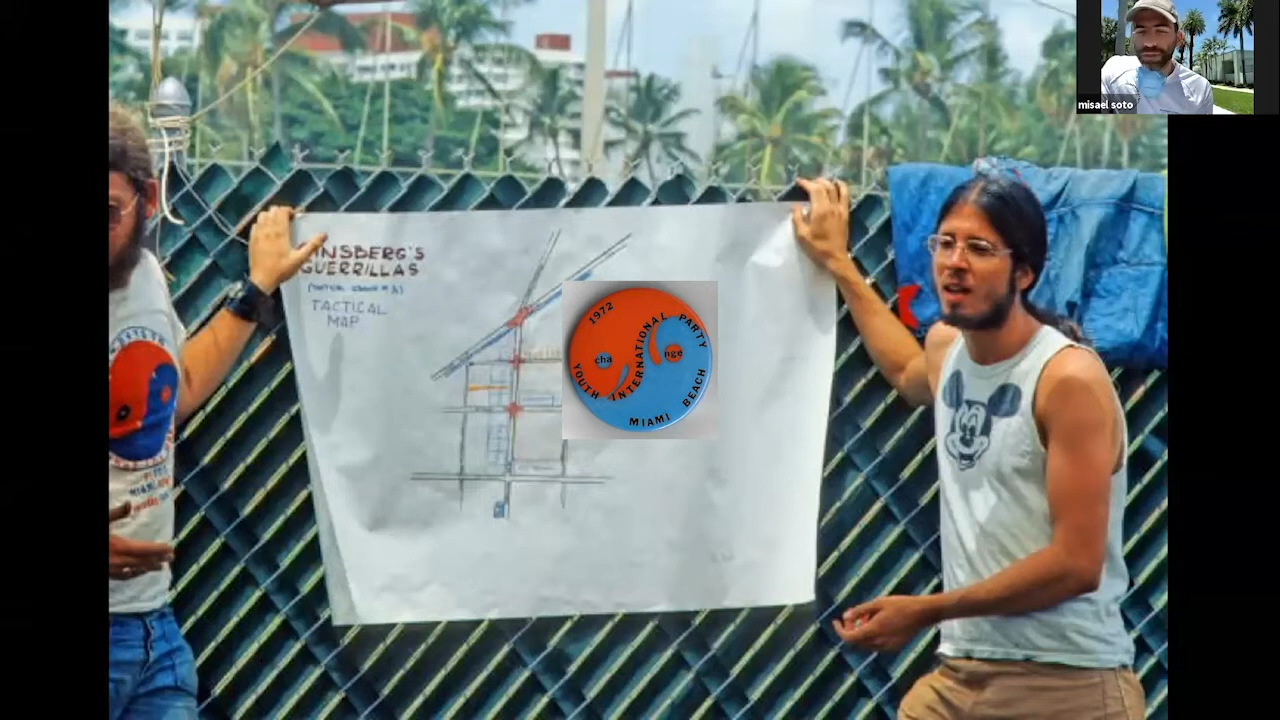 misael soto
INSBERG'S
GUERRILLAS
TACTICAL
MAP
1972
YOUTH INTERNATIONAL PARTY
cha nge
MIAMI BEACH